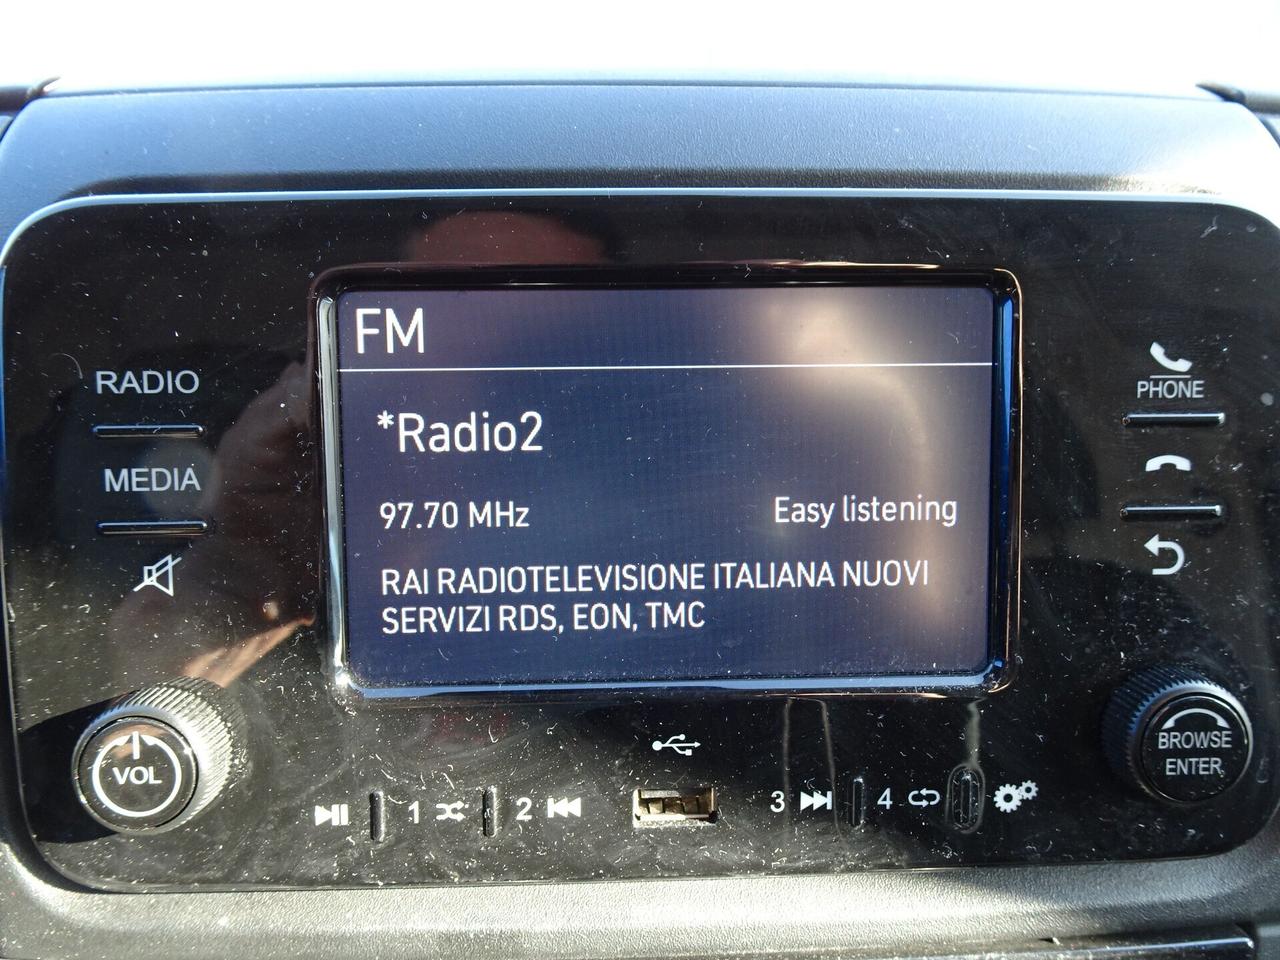 FM
RADIO
PHONE
*Radio2
MEDIA
97.70 MHz
Easy listening
RAI RADIOTELEVISIONE ITALIANA NUOVI
SERVIZI RDS, EON, TMC
VOL
BROWSE
ENTER
1
2
3
4